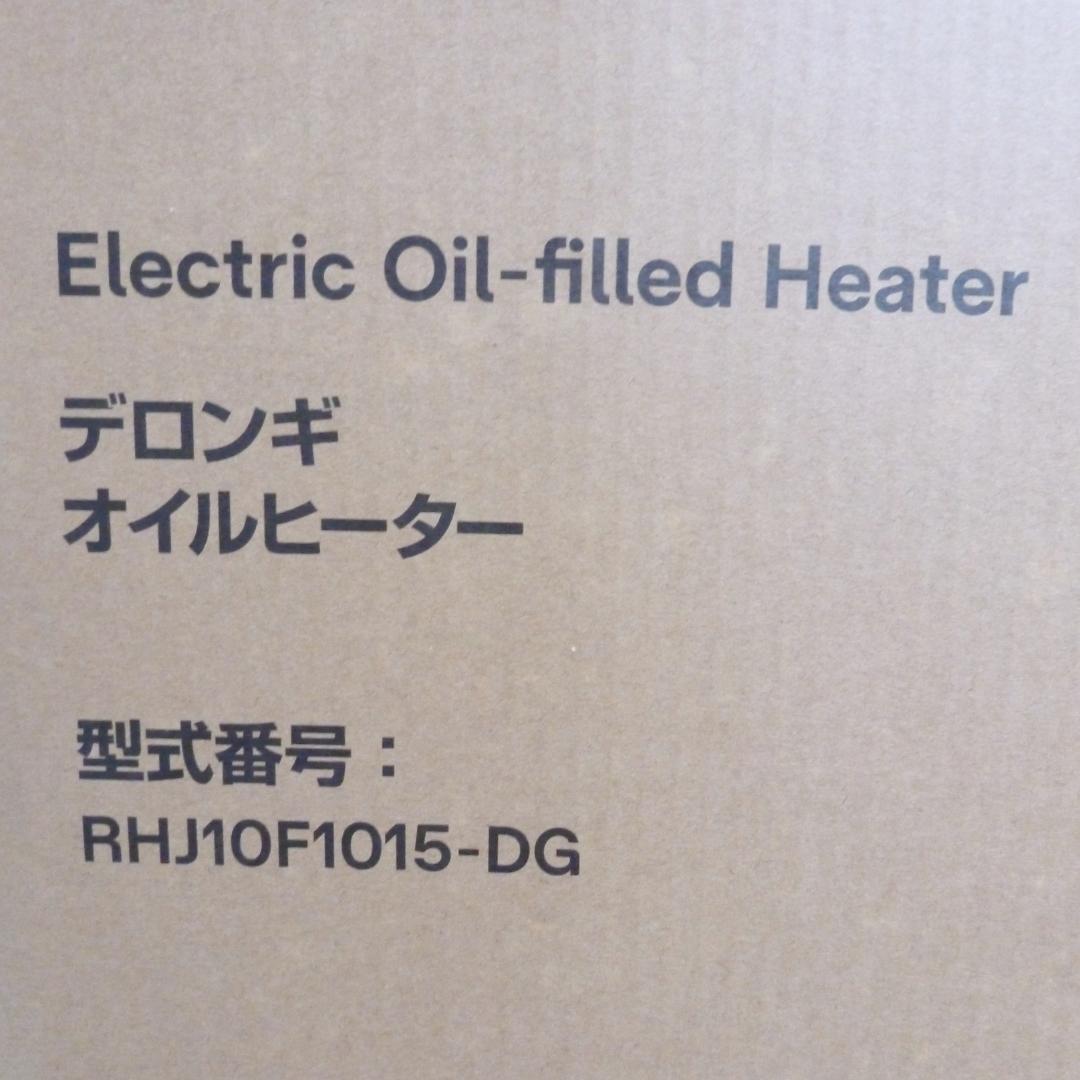 Electric Oil-filled Heater
デロンギ
オイルヒーター
型式番号：
RHJ10F1015-DG